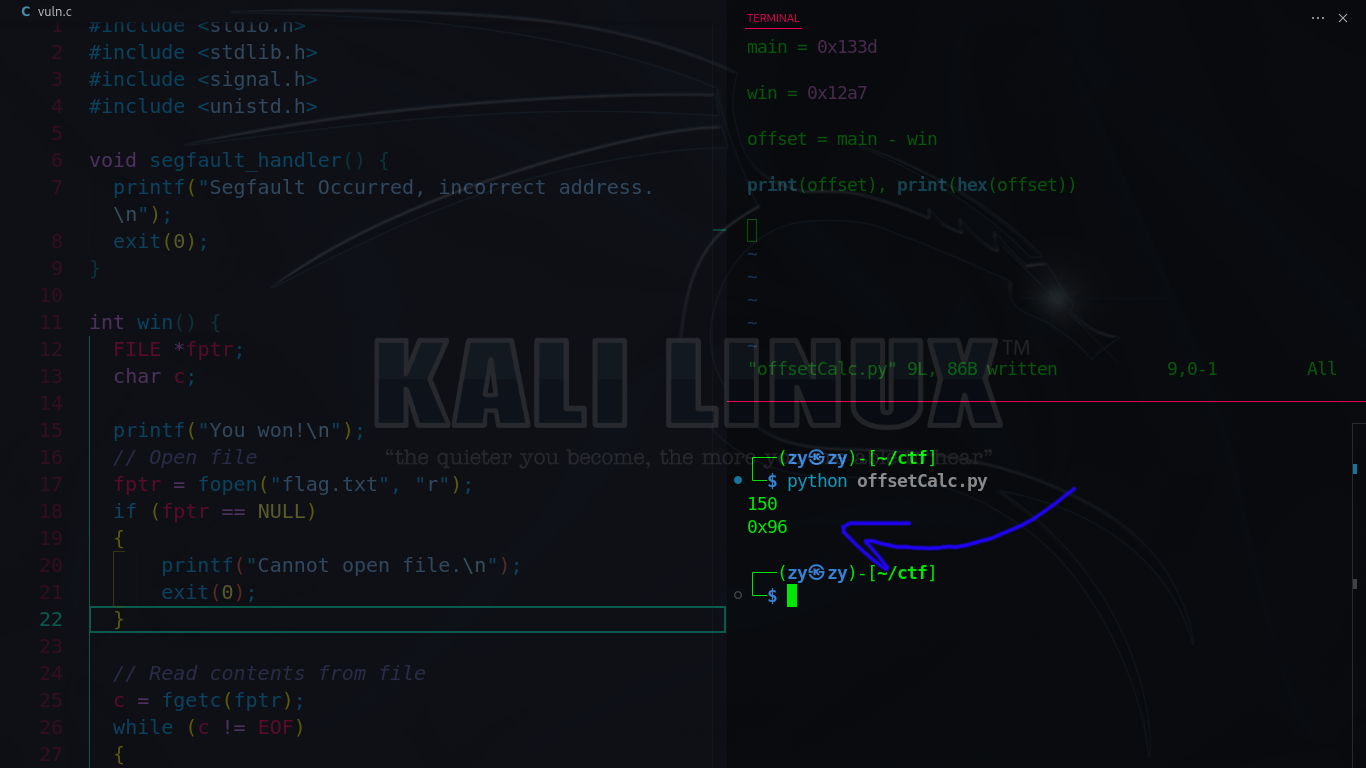 vuln.c
1 #include <stdio.h>
2 #include <stdlib.h>
3 #include <signal.h>
4 #include <unistd.h>
5
6 void segfault_handler() {
7   printf("Segfault Occurred, incorrect address.
  \n");
8   exit(0);
9 }
10
11 int win() {
12   FILE *fptr;
13   char c;
14
15   printf("You won!\n");
16   // Open file
17   fptr = fopen("flag.txt", "r");
18   if (fptr == NULL)
19   {
20       printf("Cannot open file.\n");
21       exit(0);
22   }
23
24   // Read contents from file
25   c = fgetc(fptr);
26   while (c != EOF)
27   {
KALI LINUX™
“the quieter you become, the more you are able to hear”
TERMINAL
main = 0x133d
win = 0x12a7
offset = main - win
print(offset), print(hex(offset))
~
~
~
~
~
"offsetCalc.py" 9L, 86B written 9,0-1 All
┌──(zy㉿zy)-[~/ctf]
└─$ python offsetCalc.py
150
0x96
┌──(zy㉿zy)-[~/ctf]
└─$